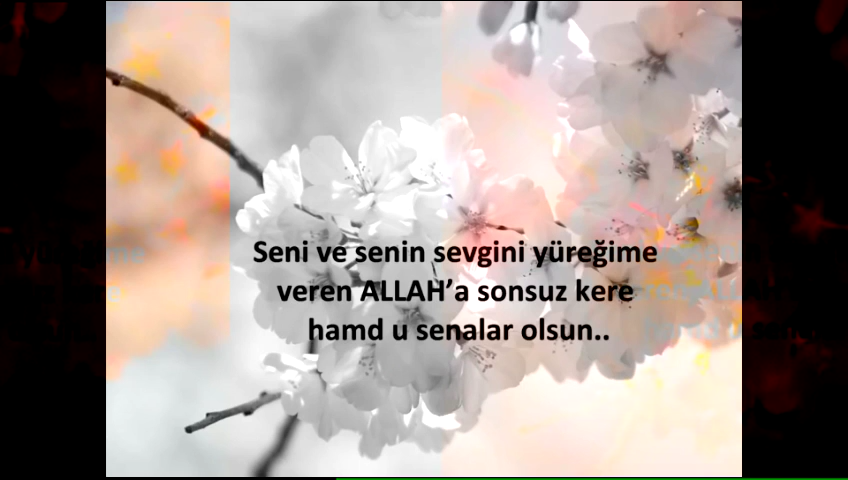 Seni ve senin sevgini yüreğime
veren ALLAH’a sonsuz kere
hamd u senalar olsun..